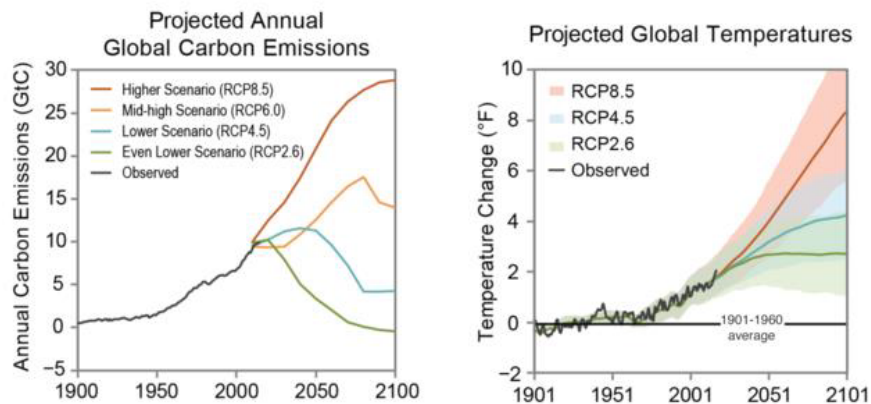 Projected Annual
Global Carbon Emissions
Annual Carbon Emissions (GtC)
30
25
20
15
10
5
0
−5
Higher Scenario (RCP8.5)
Mid-high Scenario (RCP6.0)
Lower Scenario (RCP4.5)
Even Lower Scenario (RCP2.6)
Observed
1900
1950
2000
2050
2100
Projected Global Temperatures
Temperature Change (°F)
10
8
6
4
2
0
−2
RCP8.5
RCP4.5
RCP2.6
Observed
1901-1960
average
1901
1951
2001
2051
2101